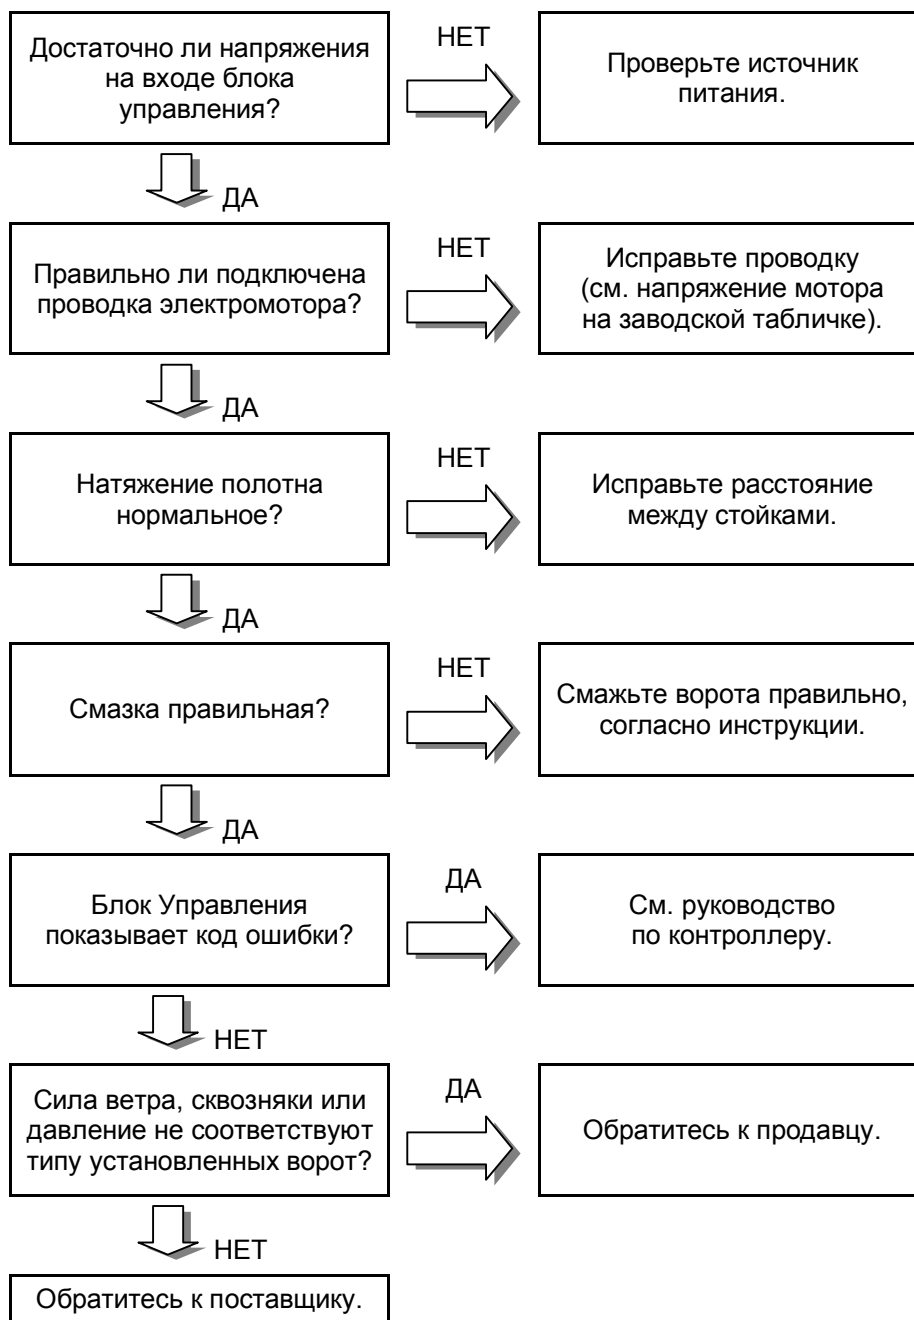 Достаточно ли напряжения
на входе блока
управления?
НЕТ
Проверьте источник
питания.
ДА
Правильно ли подключена
проводка электромотора?
НЕТ
Исправьте проводку
(см. напряжение мотора
на заводской табличке).
ДА
Натяжение полотна
нормальное?
НЕТ
Исправьте расстояние
между стойками.
ДА
Смазка правильная?
НЕТ
Смажьте ворота правильно,
согласно инструкции.
ДА
Блок Управления
показывает код ошибки?
ДА
См. руководство
по контроллеру.
НЕТ
Сила ветра, сквозняки или
давление не соответствуют
типу установленных ворот?
ДА
Обратитесь к продавцу.
НЕТ
Обратитесь к поставщику.